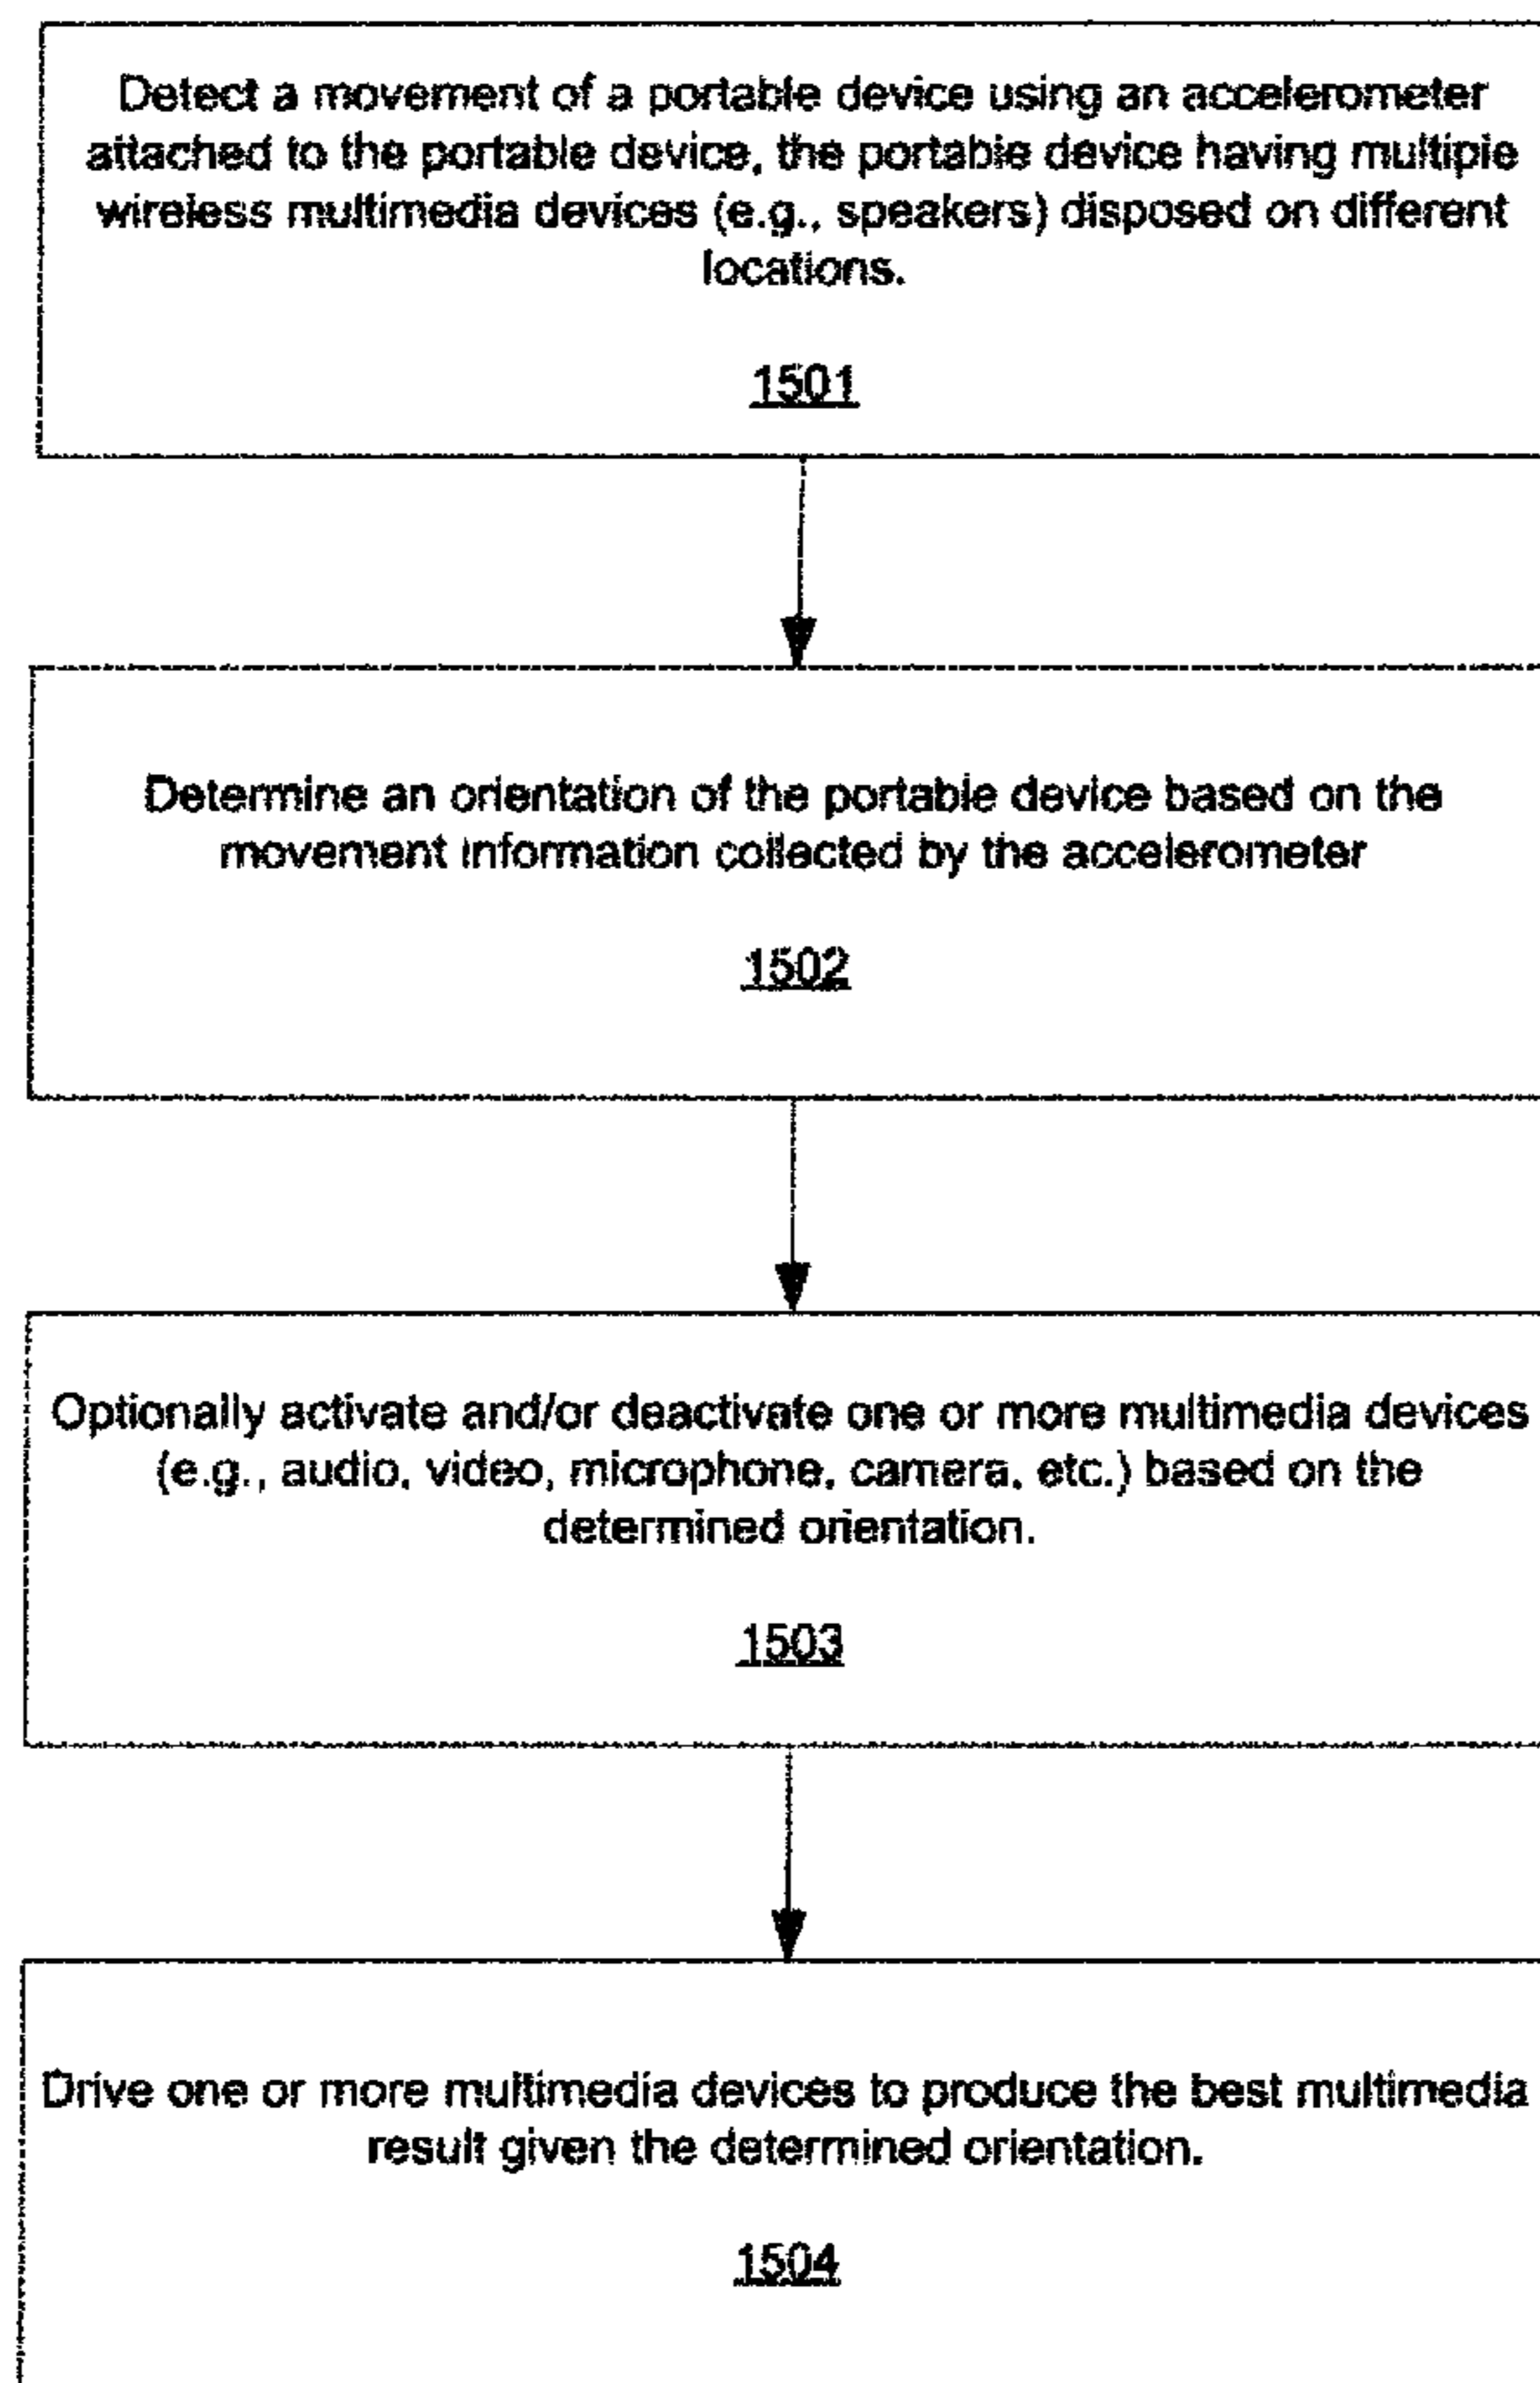 Detect a movement of a portable device using an accelerometer
attached to the portable device, the portable device having multiple
wireless multimedia devices (e.g., speakers) disposed on different
locations.
1501
Determine an orientation of the portable device based on the
movement information collected by the accelerometer
1502
Optionally activate and/or deactivate one or more multimedia devices
(e.g., audio, video, microphone, camera, etc.) based on the
determined orientation.
1503
Drive one or more multimedia devices to produce the best multimedia
result given the determined orientation.
1504